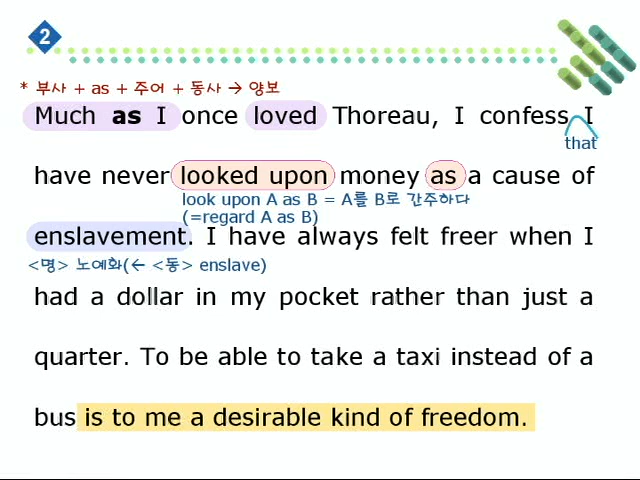 2
* 부사 + as + 주어 + 동사 → 양보
Much as I once loved Thoreau, I confess I
that
have never looked upon money as a cause of
look upon A as B = A를 B로 간주하다
(=regard A as B)
enslavement. I have always felt freer when I
<명> 노예화(← <동> enslave)
had a dollar in my pocket rather than just a
quarter. To be able to take a taxi instead of a
bus is to me a desirable kind of freedom.